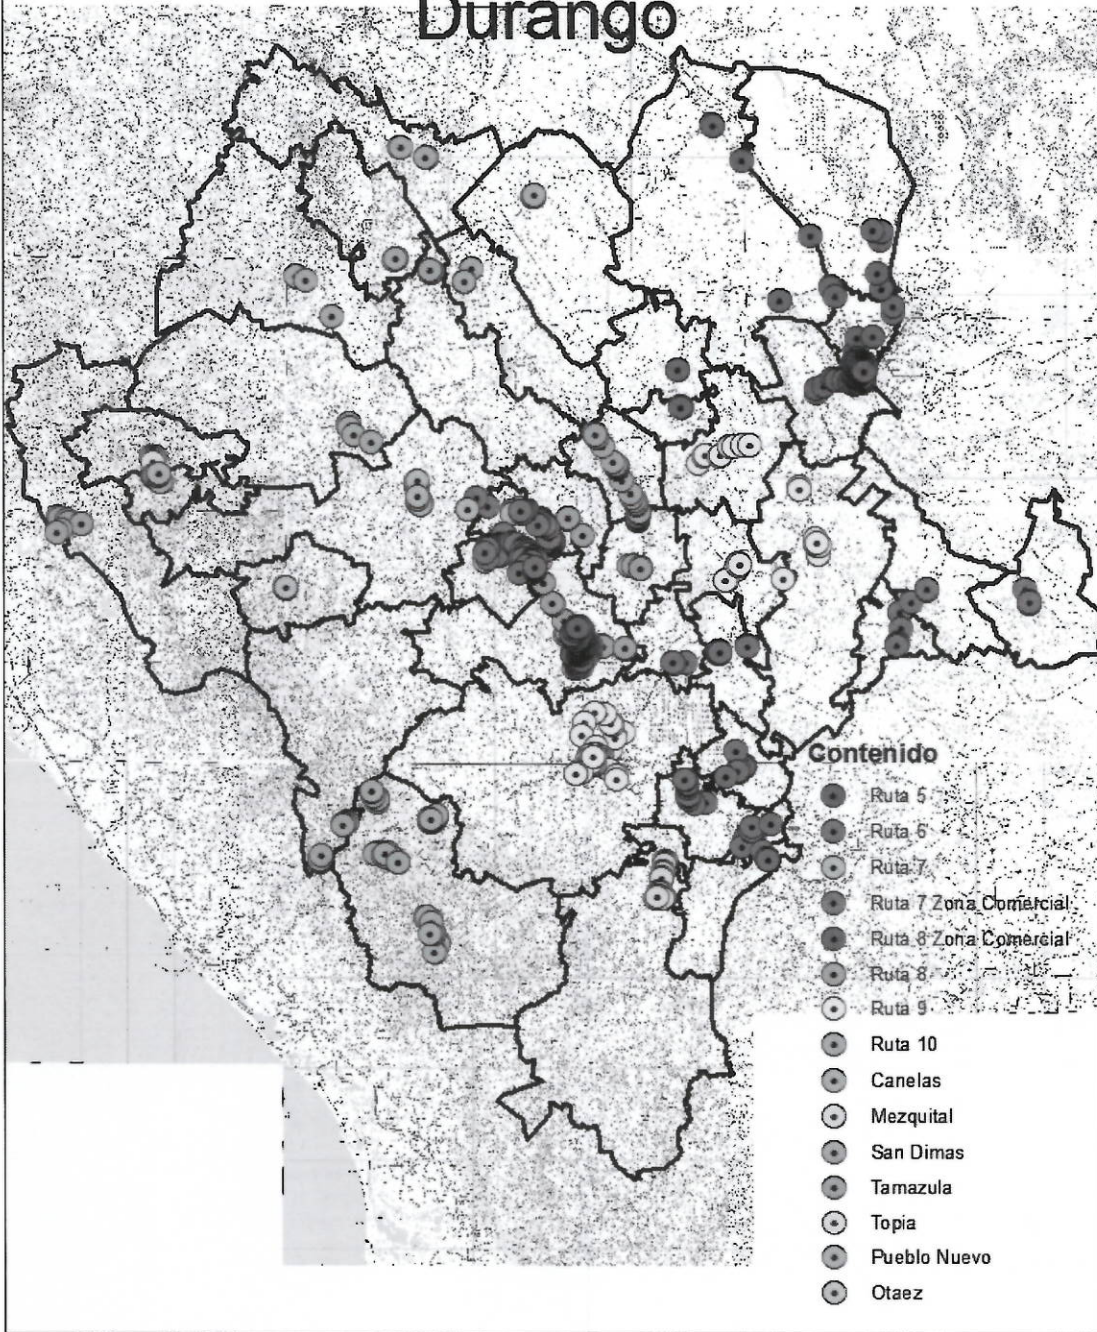 Durango
Contenido
Ruta 5
Ruta 6
Ruta 7
Ruta 7 Zona Comercial
Ruta 8 Zona Comercial
Ruta 8
Ruta 9
Ruta 10
Canelas
Mezquital
San Dimas
Tamazula
Topia
Pueblo Nuevo
Otaez